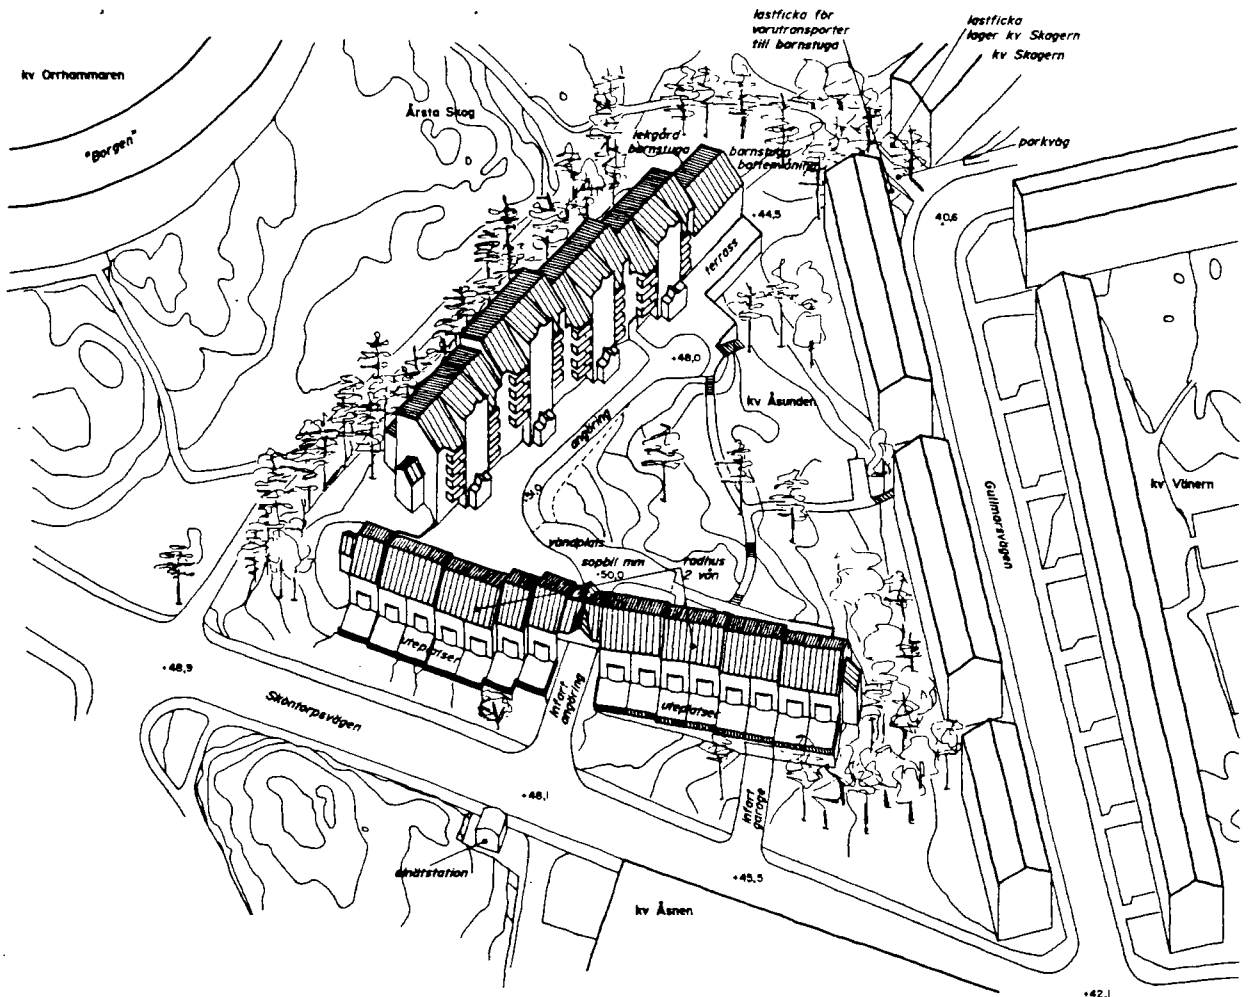 lastficka för
varutransporter
till barnstuga
lastficka
lager kv Skagern
kv Skagern
kv Orrhammaren
"Borgen"
Årsta Skog
lekgård
barnstuga
barnstuga
bottenvåning
parkväg
+44,5
40,6
terrass
+48,0
kv Åsunden
angöring
Gullmarsvägen
kv Vänern
vändplats
sopbil mm
+50,0
radhus
2 vån
uteplatser
uteplatser
infart
angöring
+48,9
Sköntorpsvägen
+48,1
infart
garage
elnätstation
+45,5
kv Åsnen
+42,1